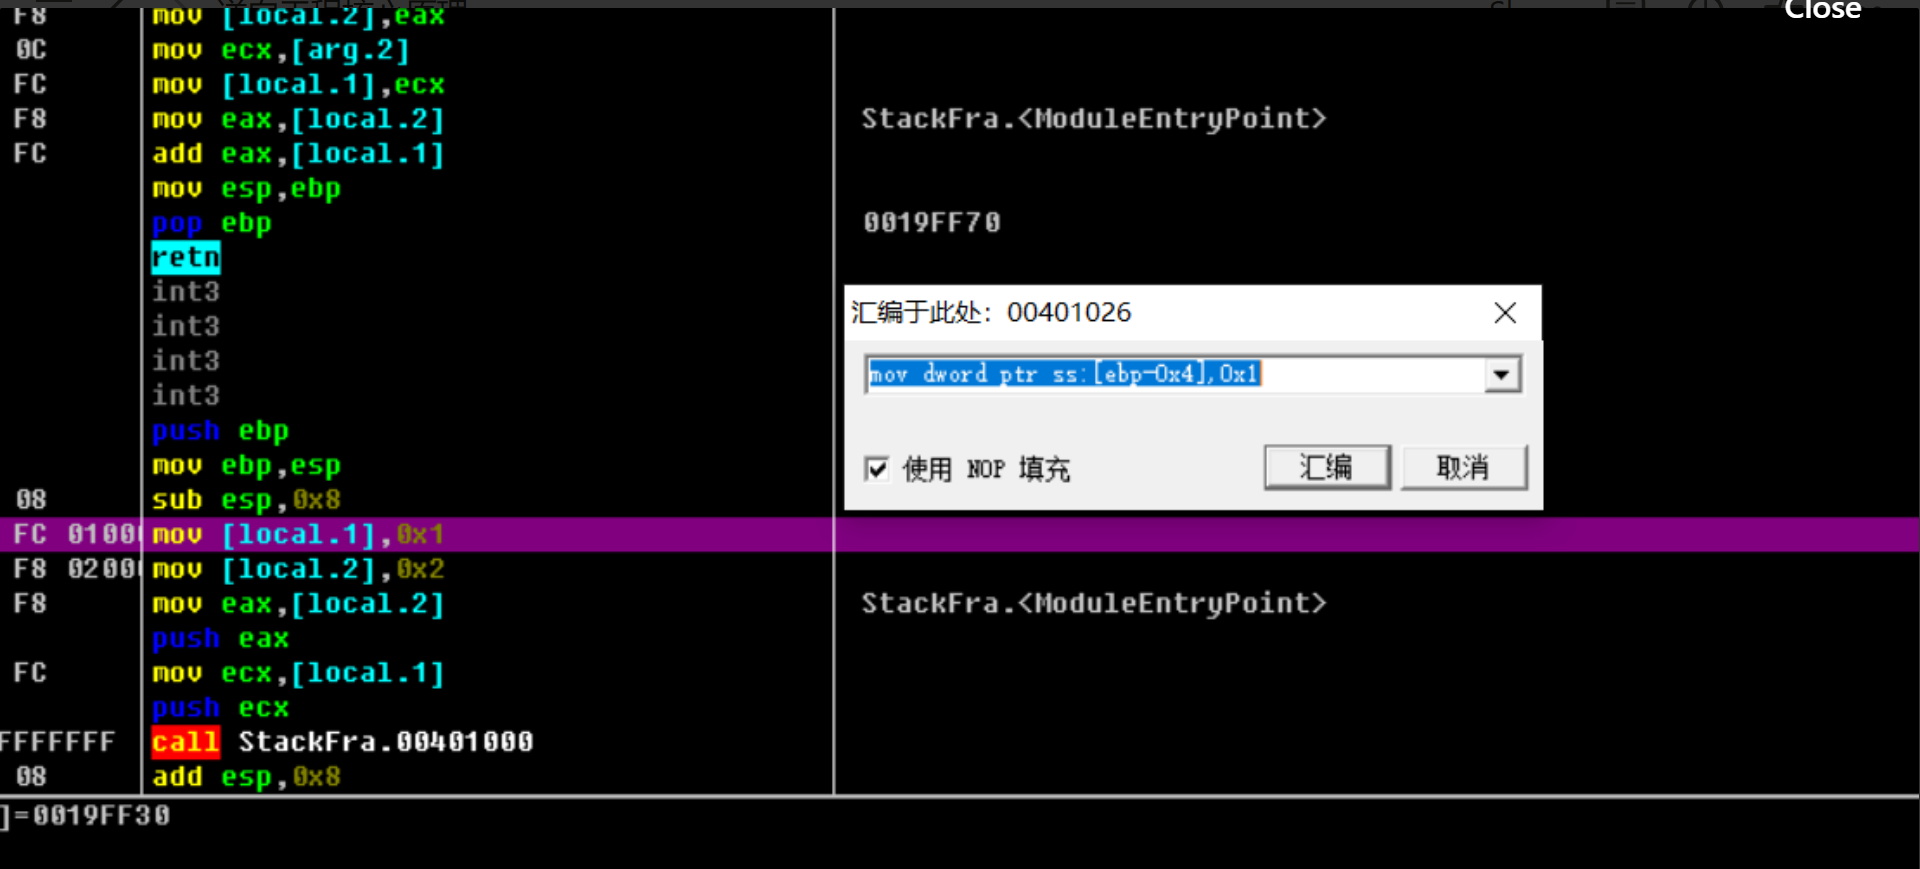 Close
F8 mov [local.2],eax
0C mov ecx,[arg.2]
FC mov [local.1],ecx
F8 mov eax,[local.2] StackFra.<ModuleEntryPoint>
FC add eax,[local.1]
mov esp,ebp
pop ebp 0019FF70
retn
int3
int3
int3
int3
push ebp
mov ebp,esp
08 sub esp,0x8
FC 0100 mov [local.1],0x1
F8 0200 mov [local.2],0x2
F8 mov eax,[local.2] StackFra.<ModuleEntryPoint>
push eax
FC mov ecx,[local.1]
push ecx
FFFFFFF call StackFra.00401000
08 add esp,0x8
]=0019FF30
汇编于此处：00401026
mov dword ptr ss:[ebp-0x4],0x1
使用 NOP 填充
汇编
取消